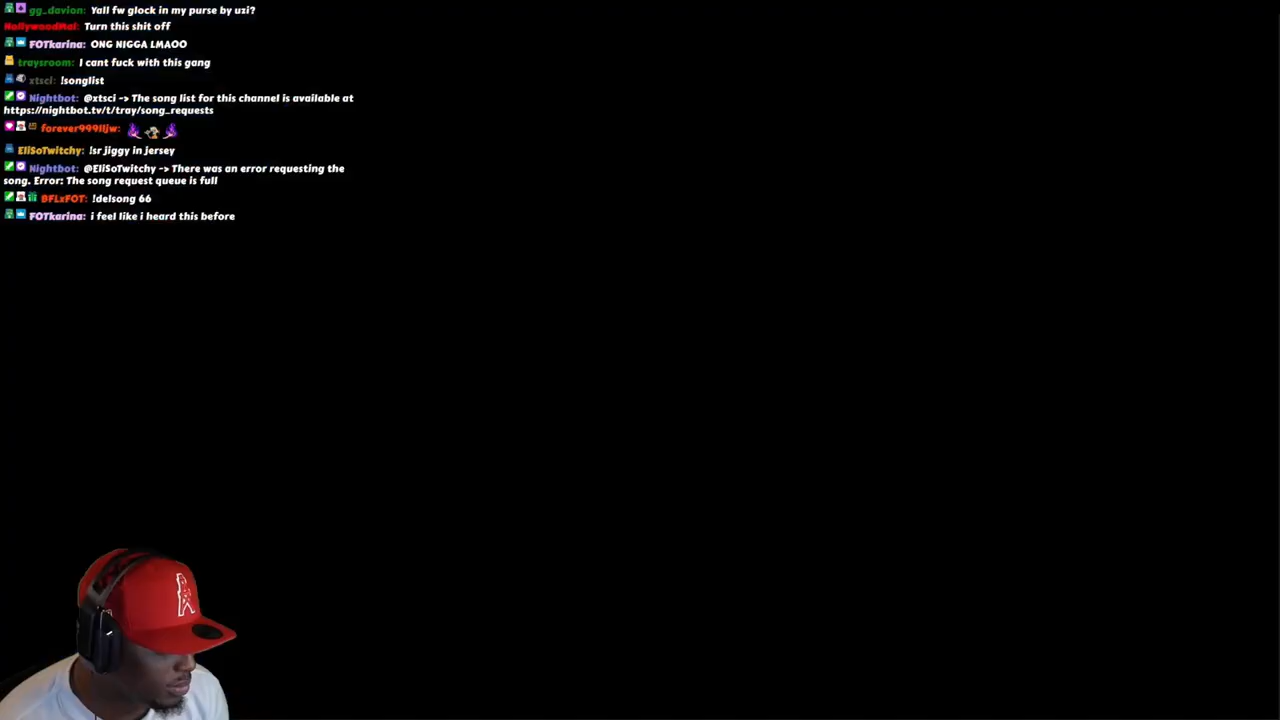 gg_davion: Yall fw glock in my purse by uzi?
HollywoodMal: Turn this shit off
FOTkarina: ONG NIGGA LMAOO
traysroom: I cant fuck with this gang
xtsci: !songlist
Nightbot: @xtsci -> The song list for this channel is available at
https://nightbot.tv/t/tray/song_requests
forever999lljw:
EliSoTwitchy: !sr jiggy in jersey
Nightbot: @EliSoTwitchy -> There was an error requesting the
song. Error: The song request queue is full
BFLxFOT: !delsong 66
FOTkarina: i feel like i heard this before